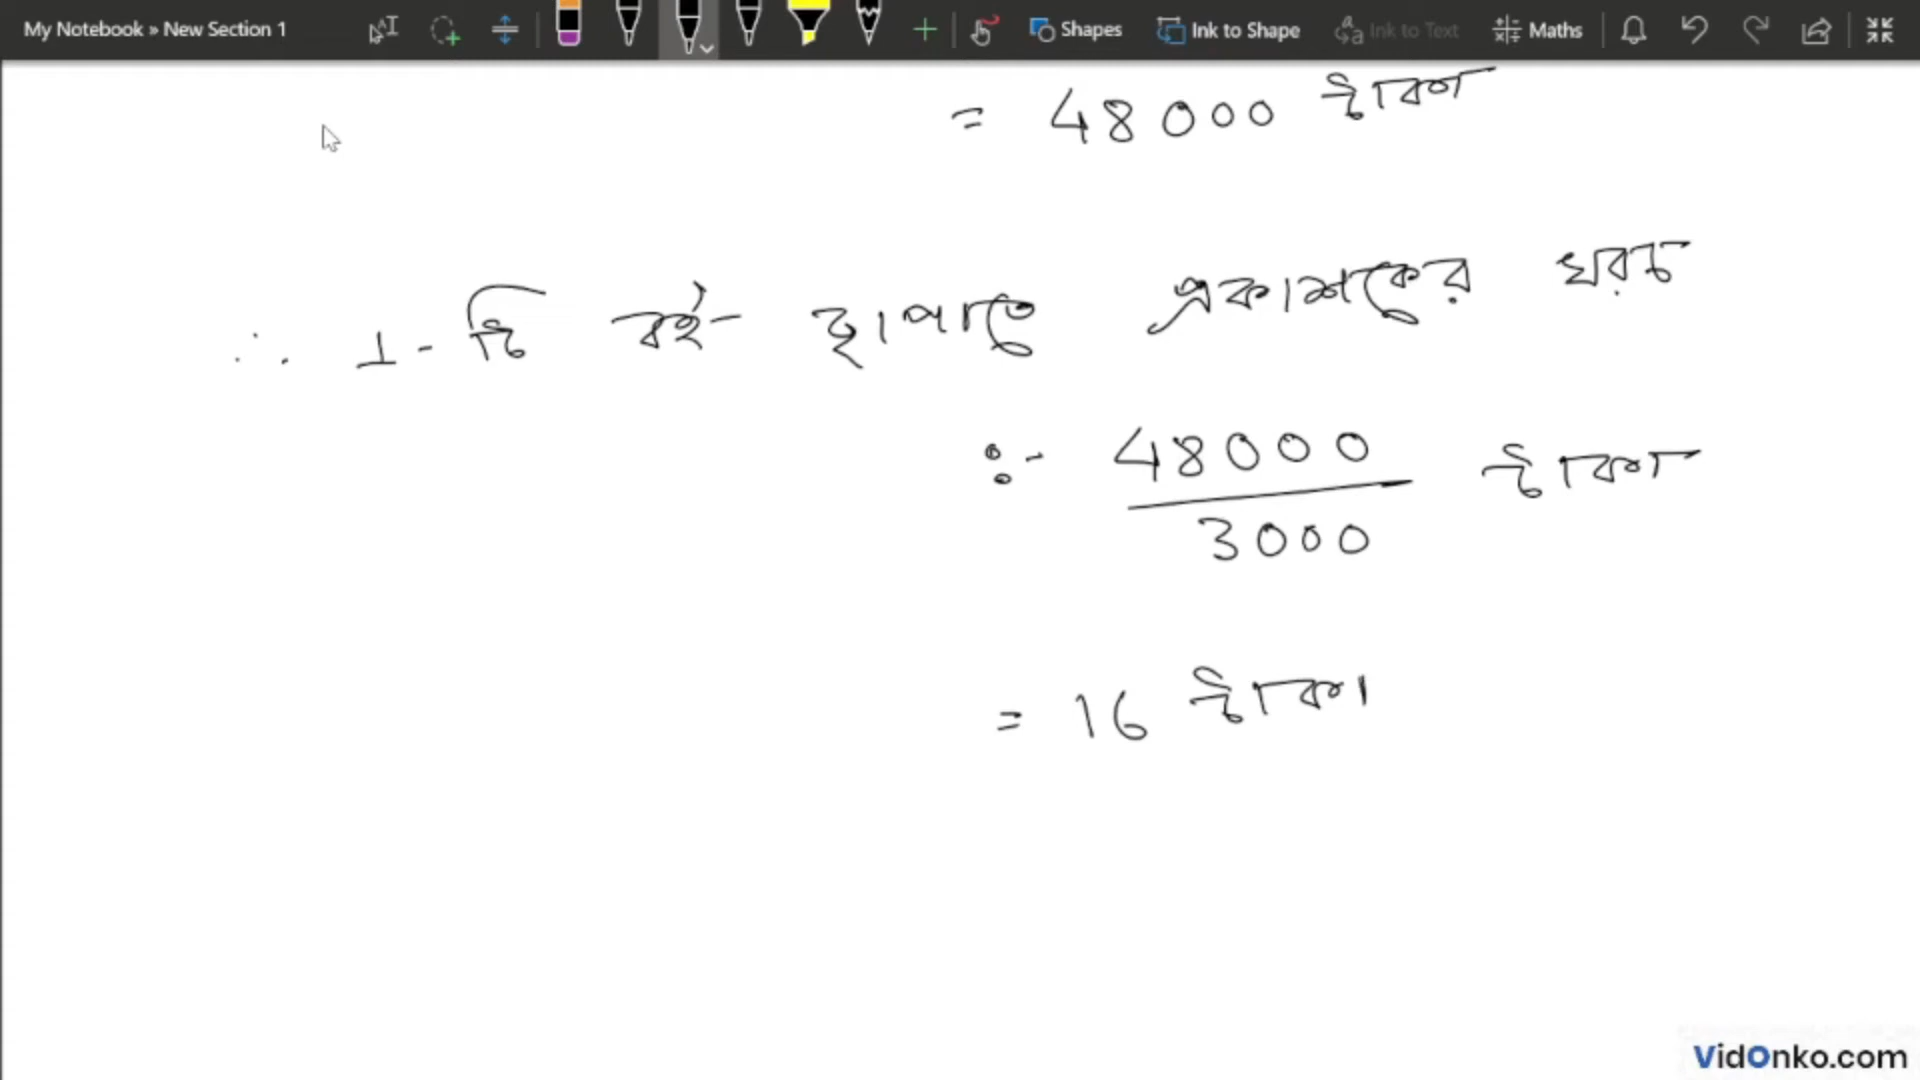 My Notebook » New Section 1 Shapes Ink to Shape Ink to Text Maths
= 48000 টাকা
∴ 1 - টি বই ছাপাতে প্রকাশকের খরচ
:- 48000 টাকা
3000
= 16 টাকা
VidOnko.com